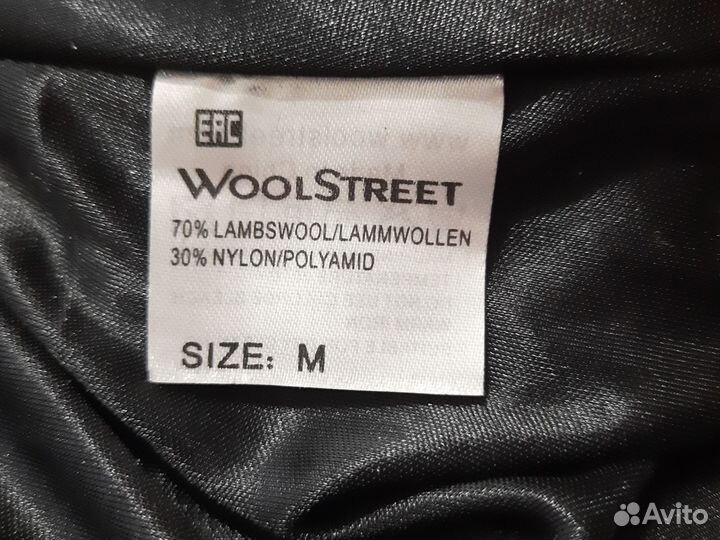 EAC
WOOLSTREET
70% LAMBSWOOL/LAMMWOLLEN
30% NYLON/POLYAMID
SIZE: M
Avito